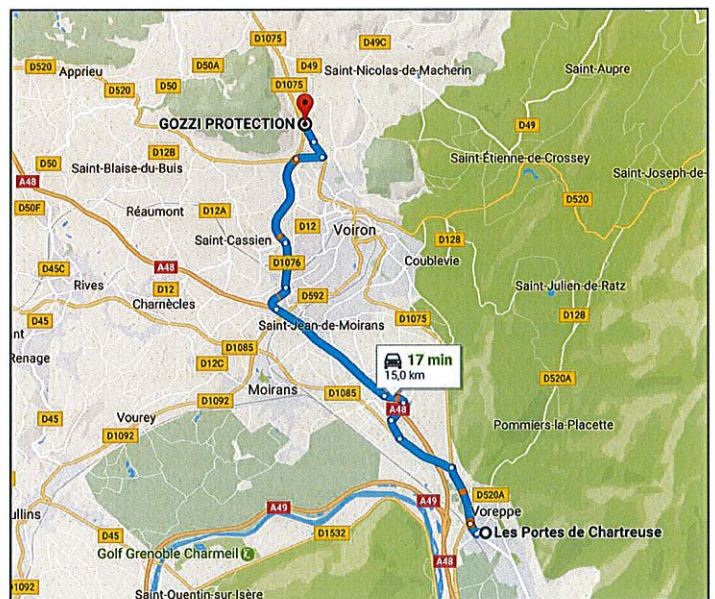 D1075
D49C
D520
Apprieu
D50A
D49
Saint-Nicolas-de-Macherin
Saint-Aupre
D520
D50
D1075
GOZZI PROTECTION
D49
D50
Saint-Blaise-du-Buis
D12B
Saint-Étienne-de-Crossey
Saint-Joseph-de-
A48
D50F
Réaumont
D12A
D12
Voiron
D520
Saint-Cassien
D128
Coublevie
D45C
Rives
A48
D1076
D12
Charnècles
D592
Saint-Julien-de-Ratz
D45
Saint-Jean-de-Moirans
D1075
D128
nt
Renage
D1085
D12C
17 min
15,0 km
D520A
Moirans
D1085
D1092
A48
D45
Vourey
Pommiers-la-Placette
D1092
ullins
D45
A49
A49
D520A
Voreppe
D1532
Les Portes de Chartreuse
Golf Grenoble Charmeil
A48
D1092
Saint-Quentin-sur-Isère